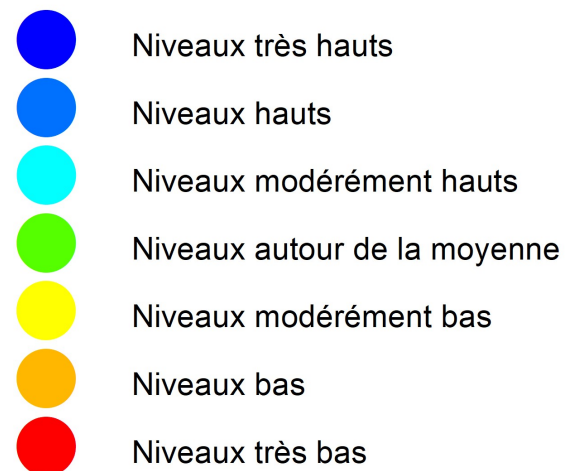 Niveaux très hauts
Niveaux hauts
Niveaux modérément hauts
Niveaux autour de la moyenne
Niveaux modérément bas
Niveaux bas
Niveaux très bas